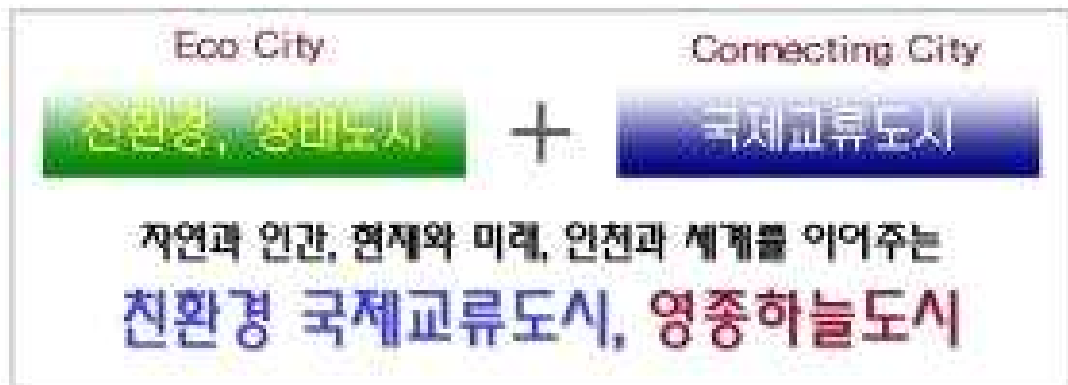 Eco City
Connecting City
친환경, 생태도시 + 국제교류도시
자연과 인간, 현재와 미래, 인천과 세계를 이어주는
친환경 국제교류도시, 영종하늘도시